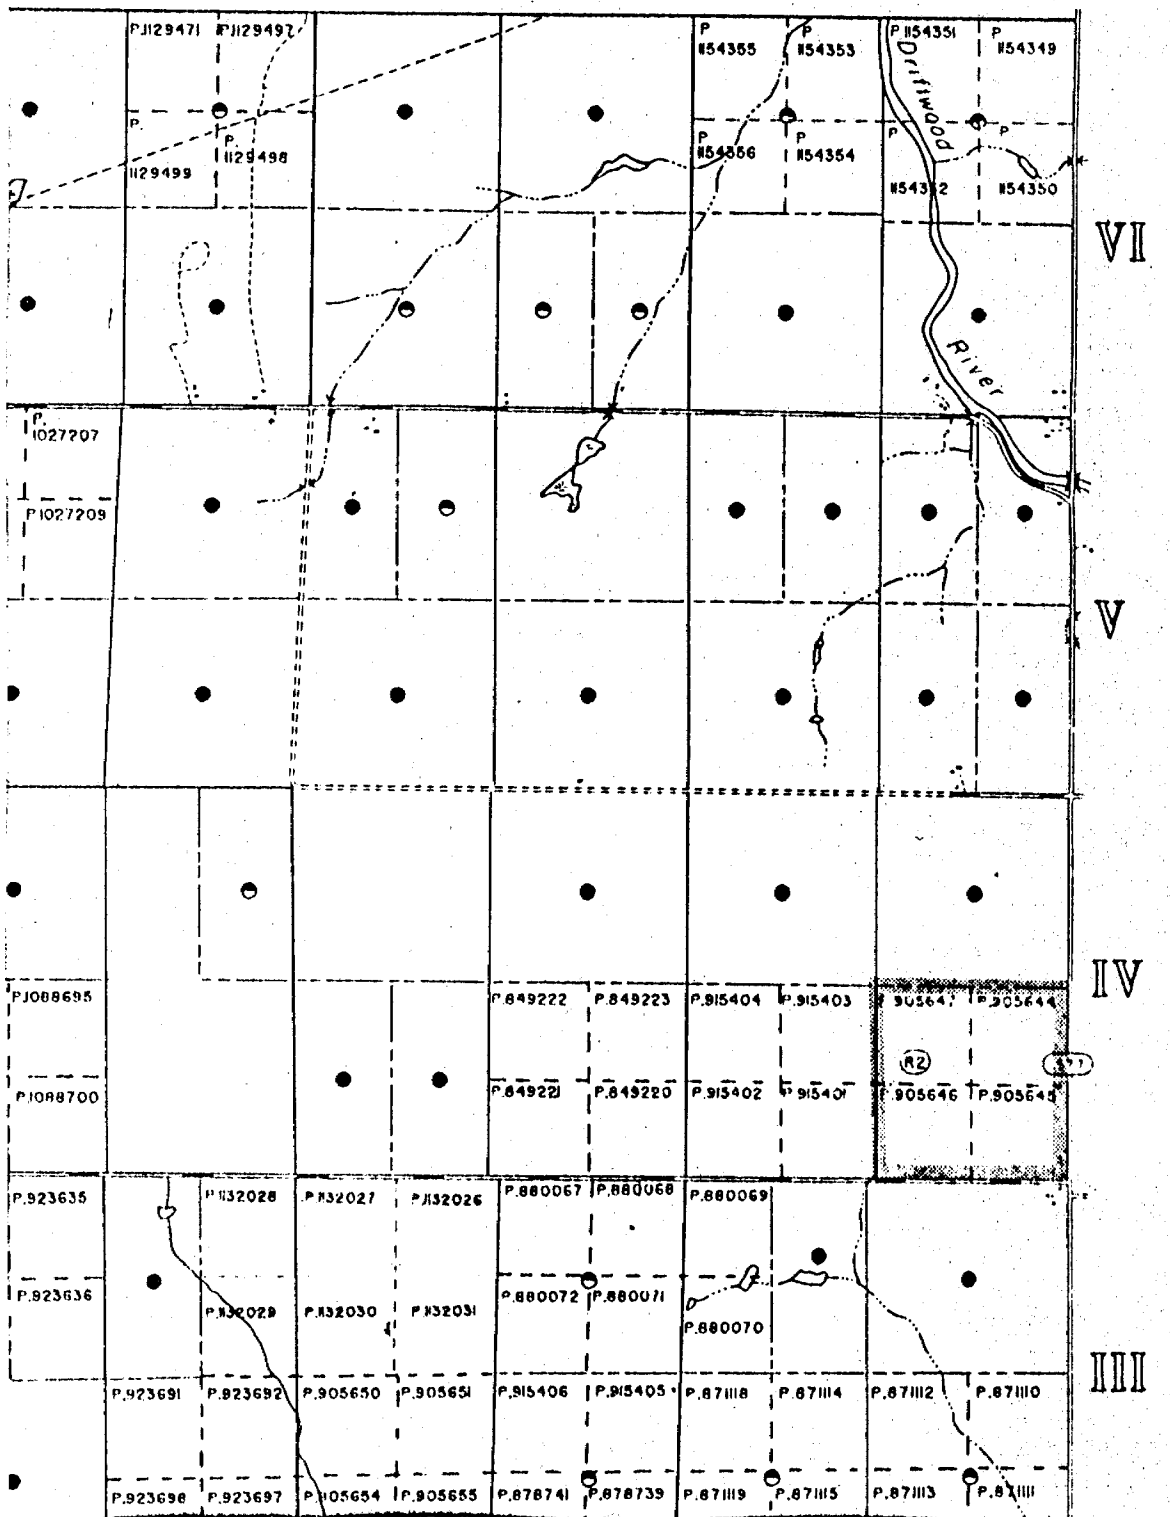 P.1129471 P.1129497
P 1154355
P 1154353
P 1154351
P 1154349
Driftwood
P. 1129499
P. 1129498
P 1154356
P 1154354
P
1154350
VI
River
P. 1027207
P.1027209
V
IV
P.1088695
P.849222 P.849223 P.915404 P.915403 P.905644
R2
P.1088700
P.849221 P.849220 P.915402 P.915401 P.905646 P.905645
P.923635 P.1132028 P.1132027 P.1132026 P.880067 P.880068 P.880069
P.923636 P.1132029 P.1132030 P.1132031 P.880072 P.880071
P.880070
III
P.923691 P.923692 P.905650 P.905651 P.915406 P.915405 P.871118 P.871114 P.871112 P.871110
P.923698 P.923697 P.905654 P.905655 P.878741 P.878739 P.871119 P.871115 P.871113 P.871111